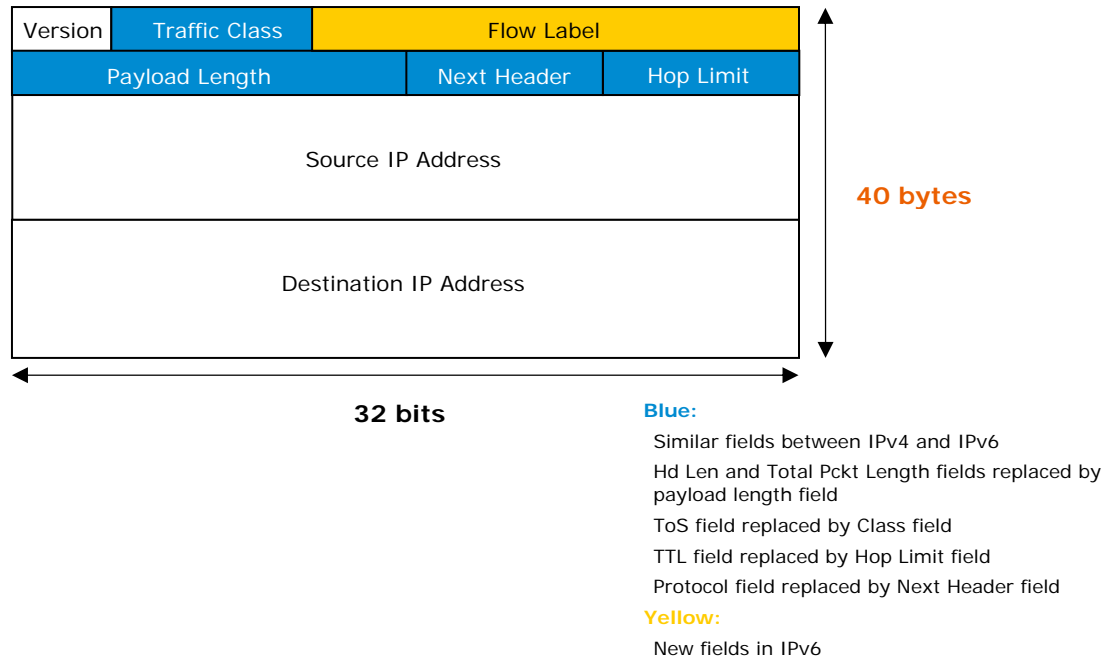 Version Traffic Class Flow Label
Payload Length Next Header Hop Limit
Source IP Address
40 bytes
Destination IP Address
32 bits
Blue:
Similar fields between IPv4 and IPv6
Hd Len and Total Pckt Length fields replaced by
payload length field
ToS field replaced by Class field
TTL field replaced by Hop Limit field
Protocol field replaced by Next Header field
Yellow:
New fields in IPv6